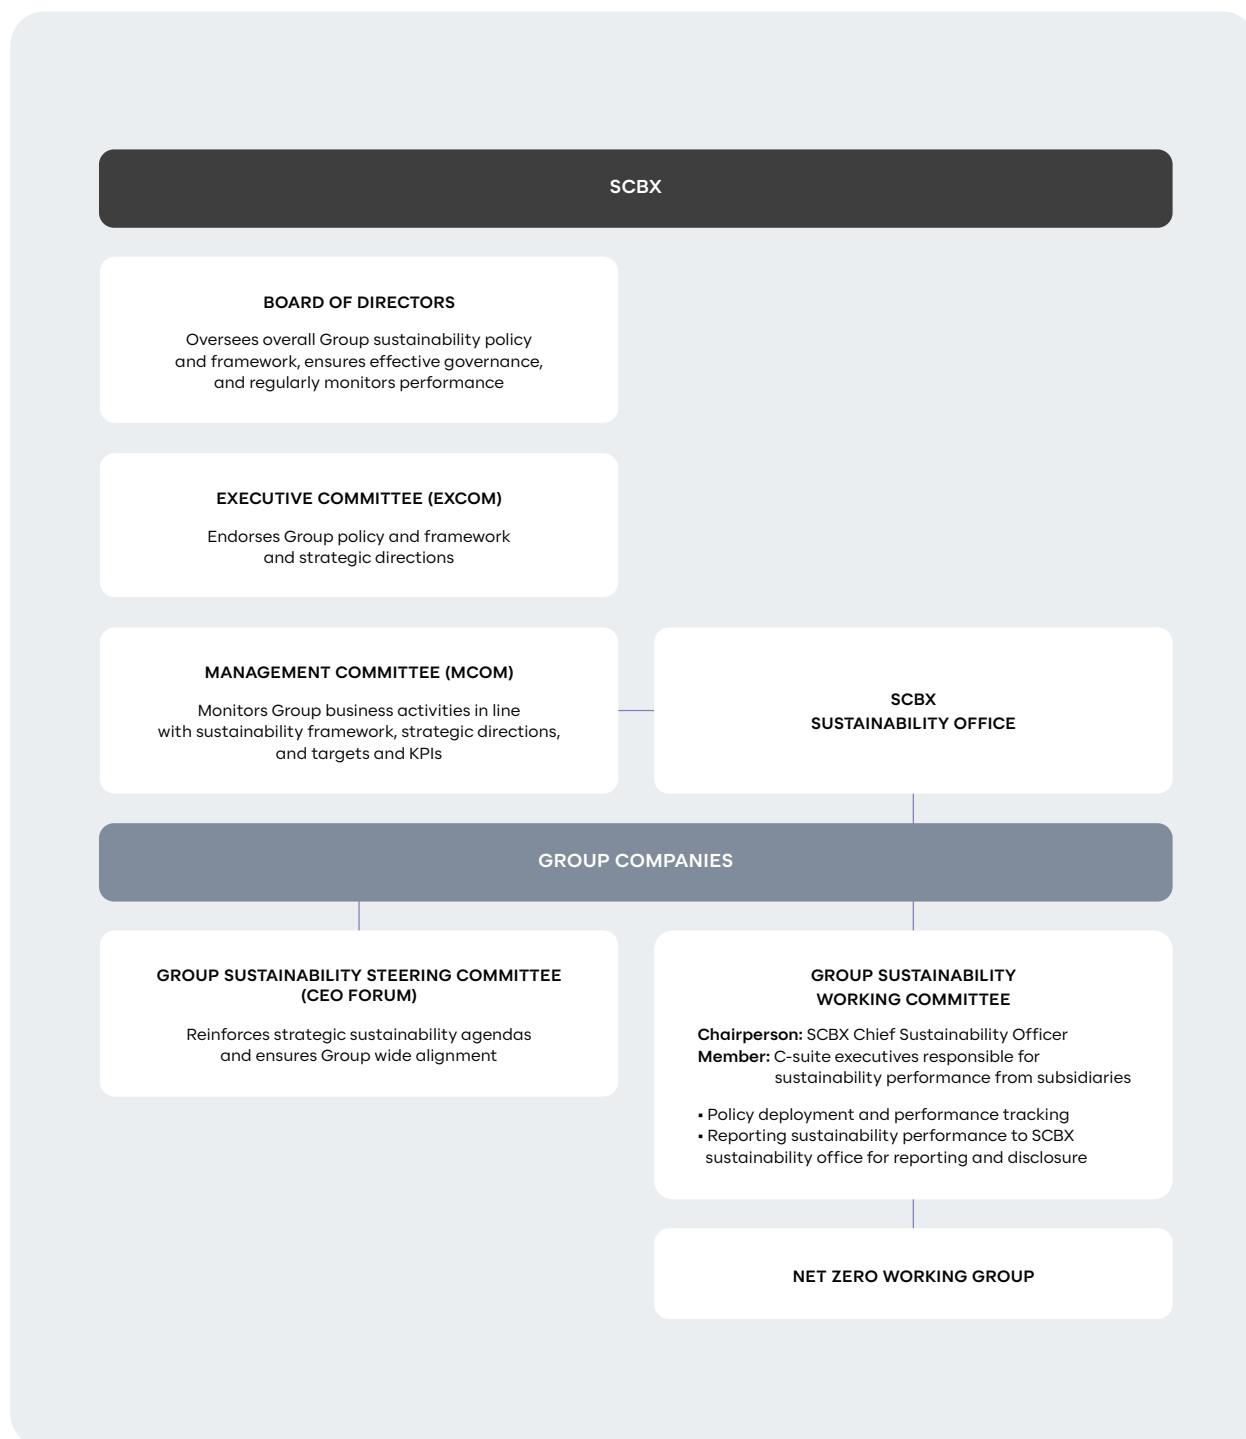 SCBX
BOARD OF DIRECTORS
Oversees overall Group sustainability policy
and framework, ensures effective governance,
and regularly monitors performance
EXECUTIVE COMMITTEE (EXCOM)
Endorses Group policy and framework
and strategic directions
MANAGEMENT COMMITTEE (MCOM)
Monitors Group business activities in line
with sustainability framework, strategic directions,
and targets and KPIs
SCBX
SUSTAINABILITY OFFICE
GROUP COMPANIES
GROUP SUSTAINABILITY STEERING COMMITTEE
(CEO FORUM)
Reinforces strategic sustainability agendas
and ensures Group wide alignment
GROUP SUSTAINABILITY
WORKING COMMITTEE
Chairperson: SCBX Chief Sustainability Officer
Member: C-suite executives responsible for
sustainability performance from subsidiaries
▪ Policy deployment and performance tracking
▪ Reporting sustainability performance to SCBX
sustainability office for reporting and disclosure
NET ZERO WORKING GROUP